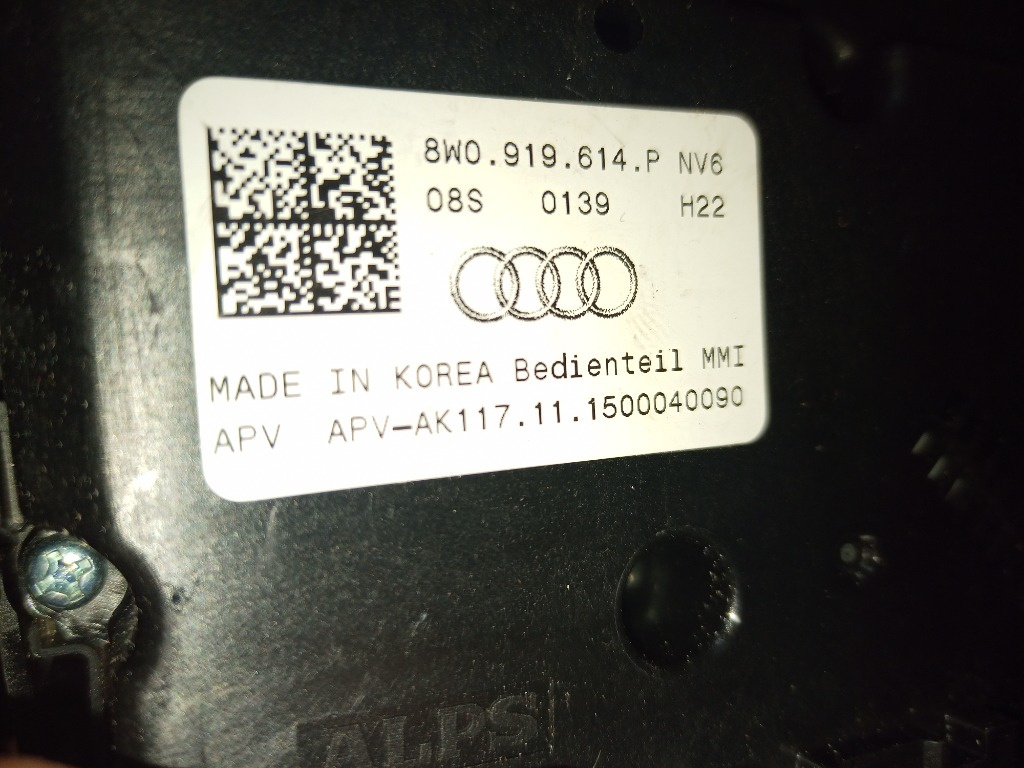 8W0.919.614.P NV6
08S 0139 H22
MADE IN KOREA Bedienteil MMI
APV APV-AK117.11.1500040090
ALPS